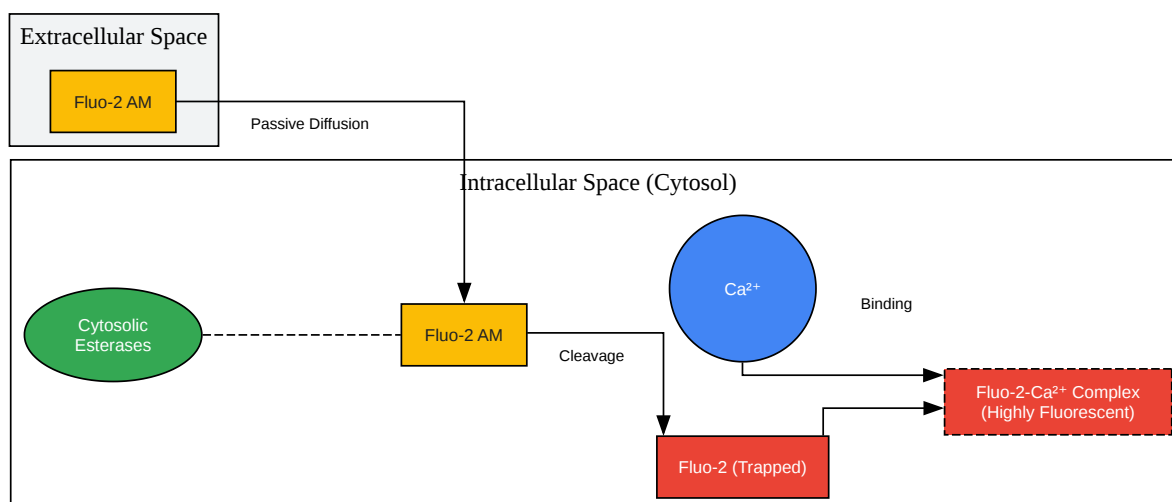 Extracellular Space
Fluo-2 AM
Passive Diffusion
Intracellular Space (Cytosol)
Ca²⁺
Binding
Cytosolic
Esterases
Fluo-2 AM
Cleavage
Fluo-2-Ca²⁺ Complex
(Highly Fluorescent)
Fluo-2 (Trapped)